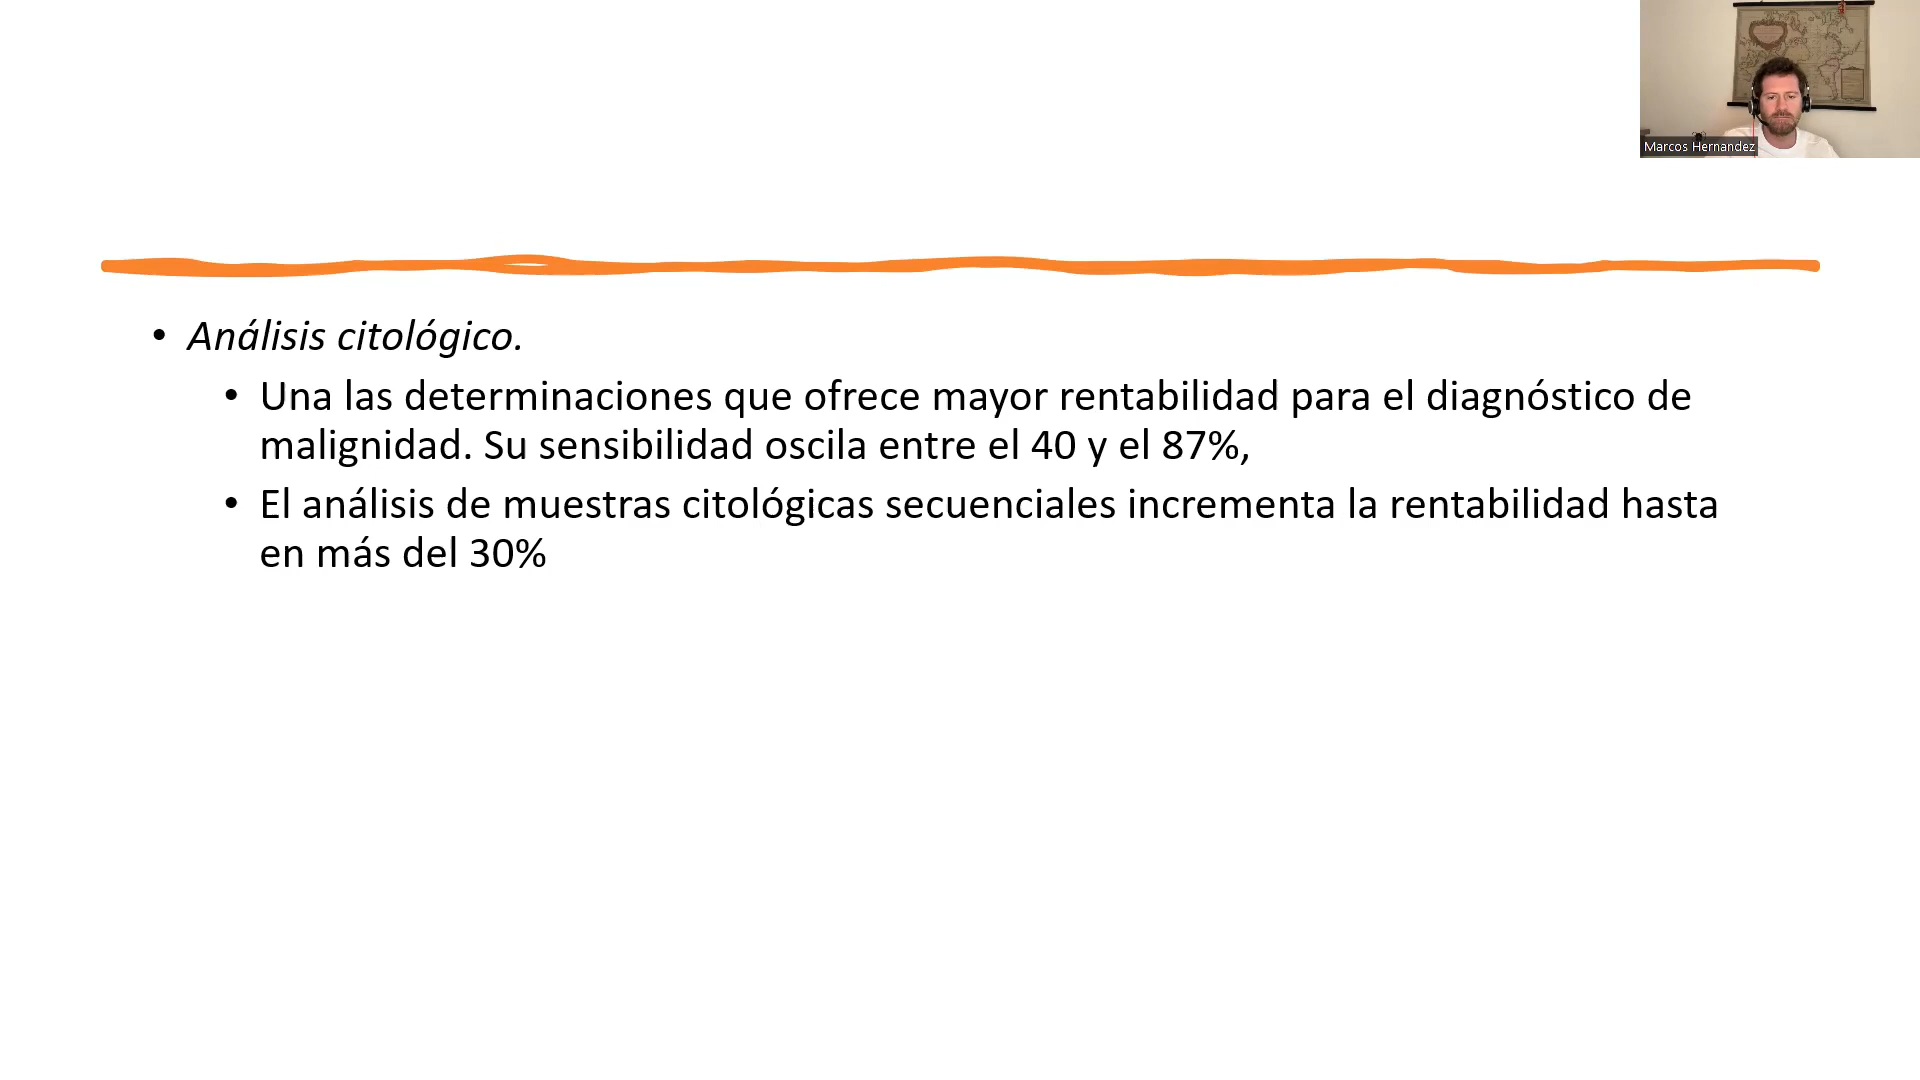 Marcos Hernandez
• Análisis citológico.
• Una las determinaciones que ofrece mayor rentabilidad para el diagnóstico de
malignidad. Su sensibilidad oscila entre el 40 y el 87%,
• El análisis de muestras citológicas secuenciales incrementa la rentabilidad hasta
en más del 30%